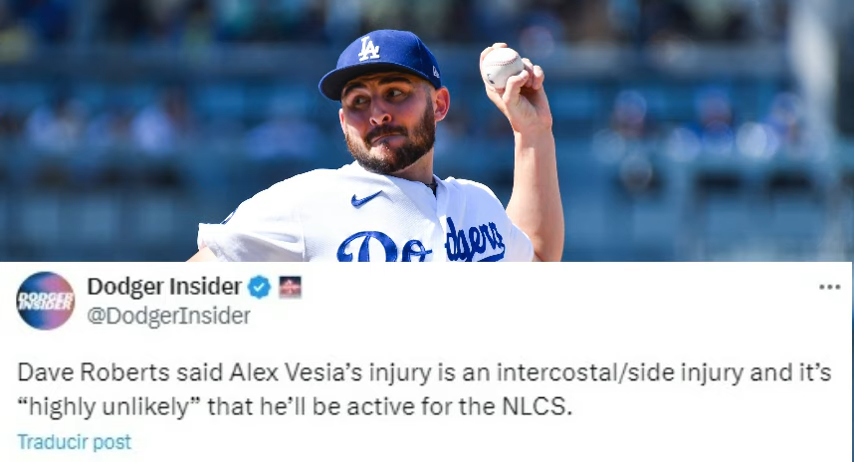 LA
Dodgers
DODGER
INSIDER
Dodger Insider
@DodgerInsider
Dave Roberts said Alex Vesia’s injury is an intercostal/side injury and it’s
“highly unlikely” that he’ll be active for the NLCS.
Traducir post